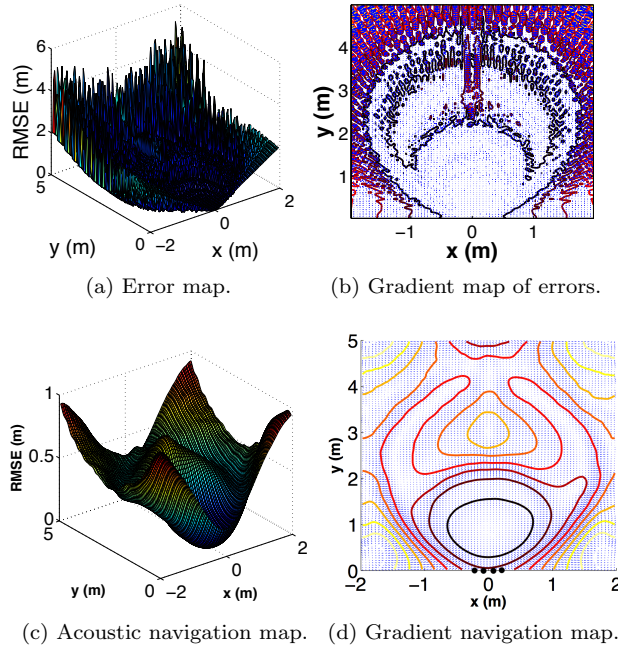 6
4
2
0
RMSE (m)
5
y (m)
0
−2
x (m)
0
2
(a) Error map.
4
3
2
1
y (m)
−1
0
1
x (m)
(b) Gradient map of errors.
1
0.5
0
RMSE (m)
5
y (m)
0
−2
x (m)
0
2
(c) Acoustic navigation map.
5
4
3
2
1
0
y (m)
−2
−1
0
1
2
x (m)
(d) Gradient navigation map.